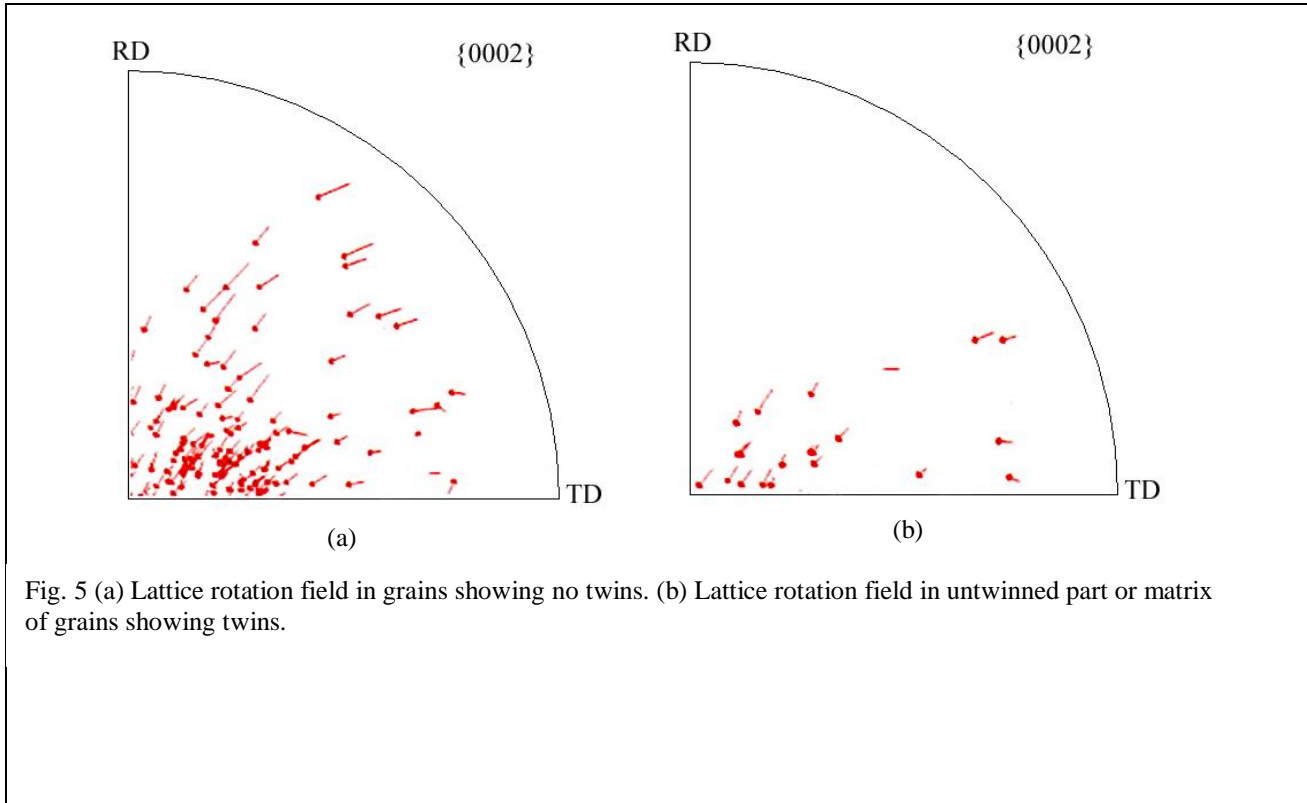 RD
{0002}
TD
(a)
RD
{0002}
TD
(b)
Fig. 5 (a) Lattice rotation field in grains showing no twins. (b) Lattice rotation field in untwinned part or matrix
of grains showing twins.